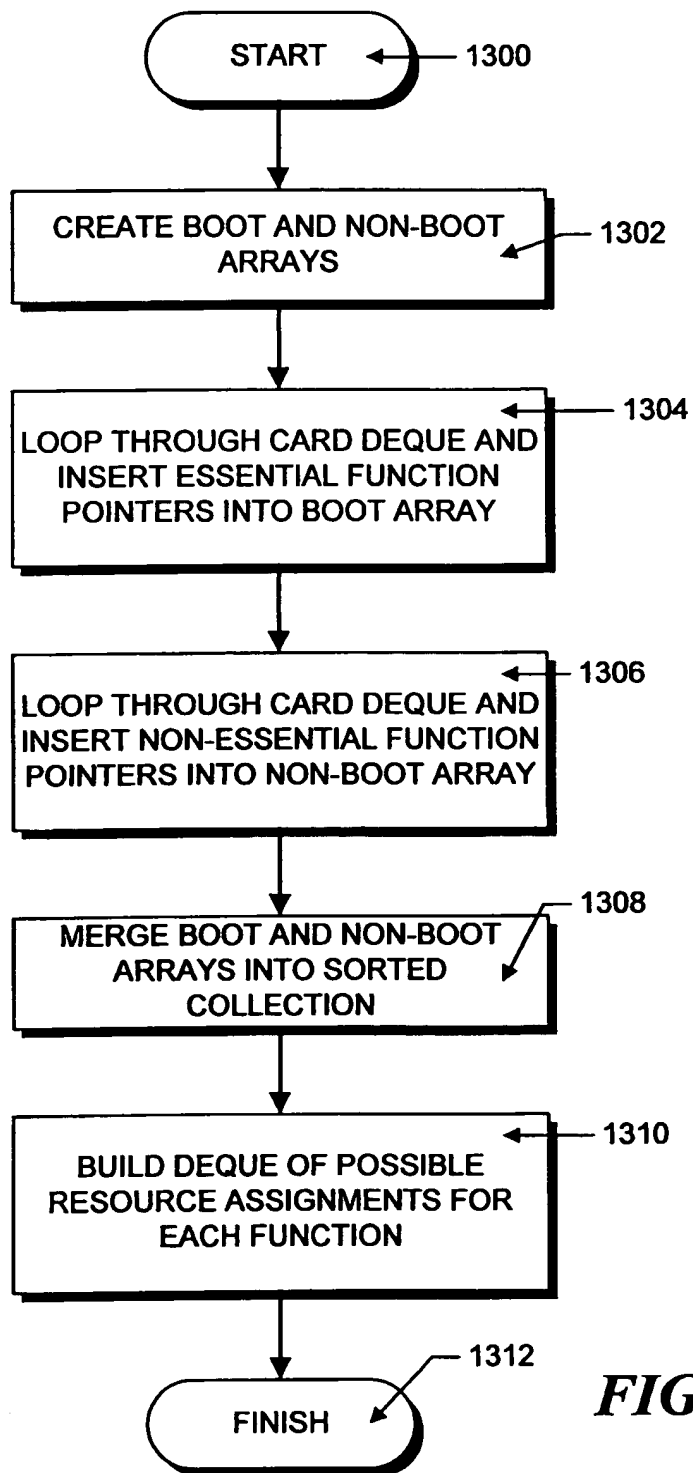 START
1300
CREATE BOOT AND NON-BOOT
ARRAYS
1302
1304
LOOP THROUGH CARD DEQUE AND
INSERT ESSENTIAL FUNCTION
POINTERS INTO BOOT ARRAY
1306
LOOP THROUGH CARD DEQUE AND
INSERT NON-ESSENTIAL FUNCTION
POINTERS INTO NON-BOOT ARRAY
1308
MERGE BOOT AND NON-BOOT
ARRAYS INTO SORTED
COLLECTION
1310
BUILD DEQUE OF POSSIBLE
RESOURCE ASSIGNMENTS FOR
EACH FUNCTION
1312
FINISH
FIG